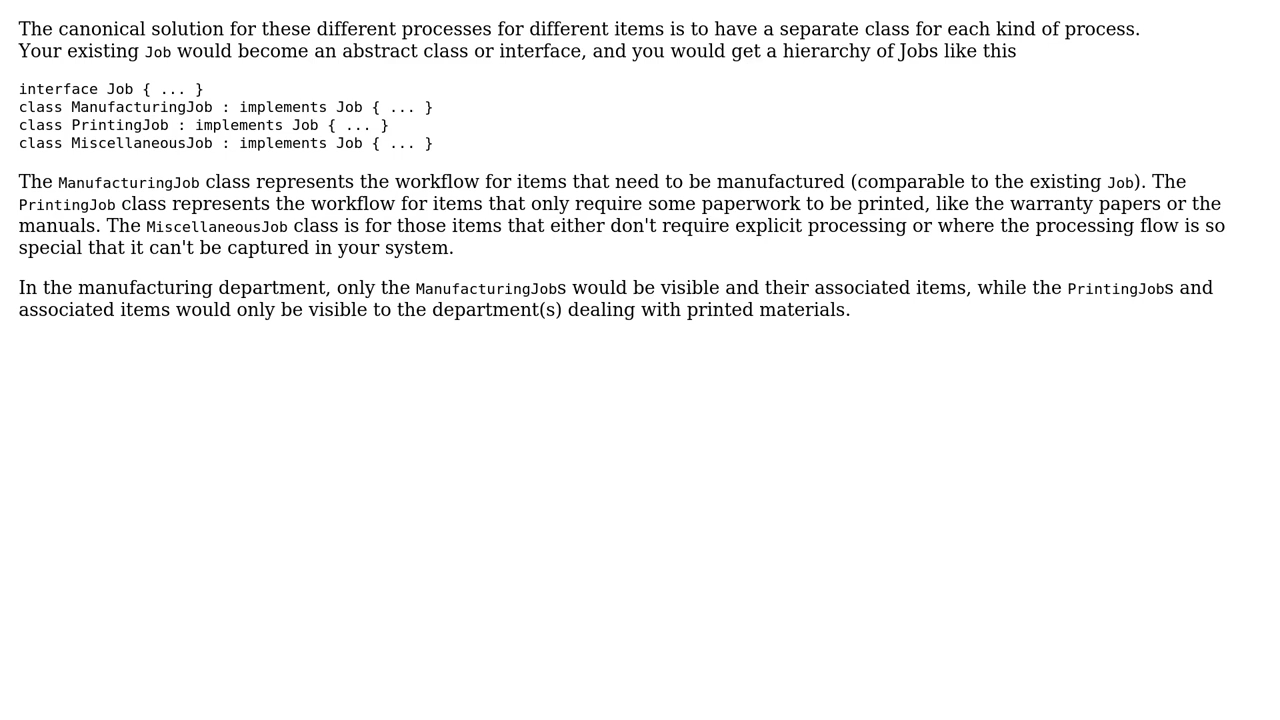 The canonical solution for these different processes for different items is to have a separate class for each kind of process.
Your existing Job would become an abstract class or interface, and you would get a hierarchy of Jobs like this
interface Job { ... }
class ManufacturingJob : implements Job { ... }
class PrintingJob : implements Job { ... }
class MiscellaneousJob : implements Job { ... }
The ManufacturingJob class represents the workflow for items that need to be manufactured (comparable to the existing Job). The
PrintingJob class represents the workflow for items that only require some paperwork to be printed, like the warranty papers or the
manuals. The MiscellaneousJob class is for those items that either don't require explicit processing or where the processing flow is so
special that it can't be captured in your system.
In the manufacturing department, only the ManufacturingJobs would be visible and their associated items, while the PrintingJobs and
associated items would only be visible to the department(s) dealing with printed materials.